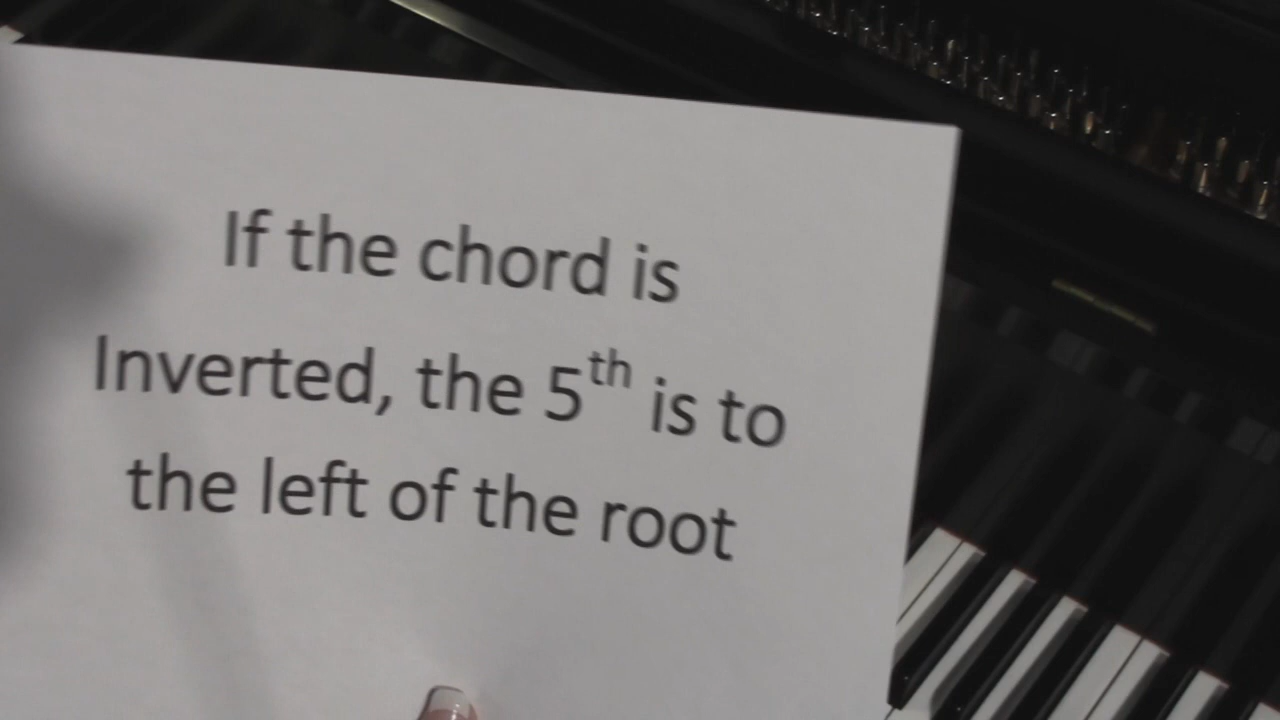 If the chord is
Inverted, the 5th is to
the left of the root